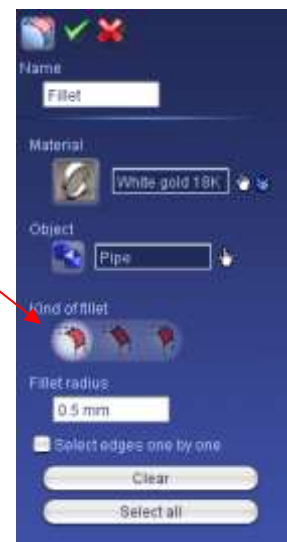 Name
Fillet
Material
White gold 18K
Object
Pipe
Kind of fillet
Fillet radius
0.5 mm
Select edges one by one
Clear
Select all